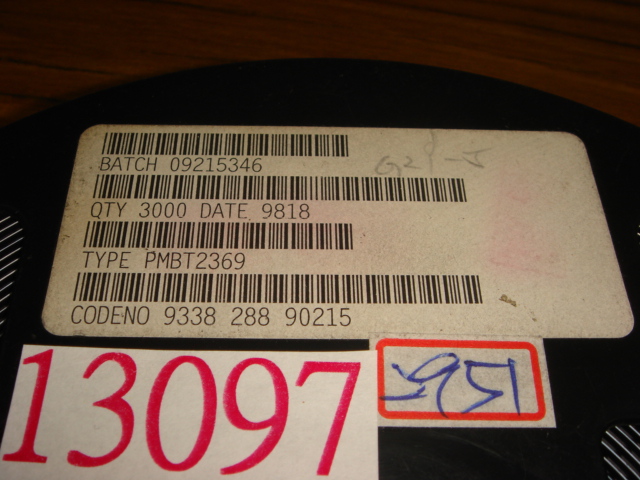 BATCH 09215346
QTY 3000 DATE 9818
TYPE PMBT2369
CODENO 9338 288 90215
13097